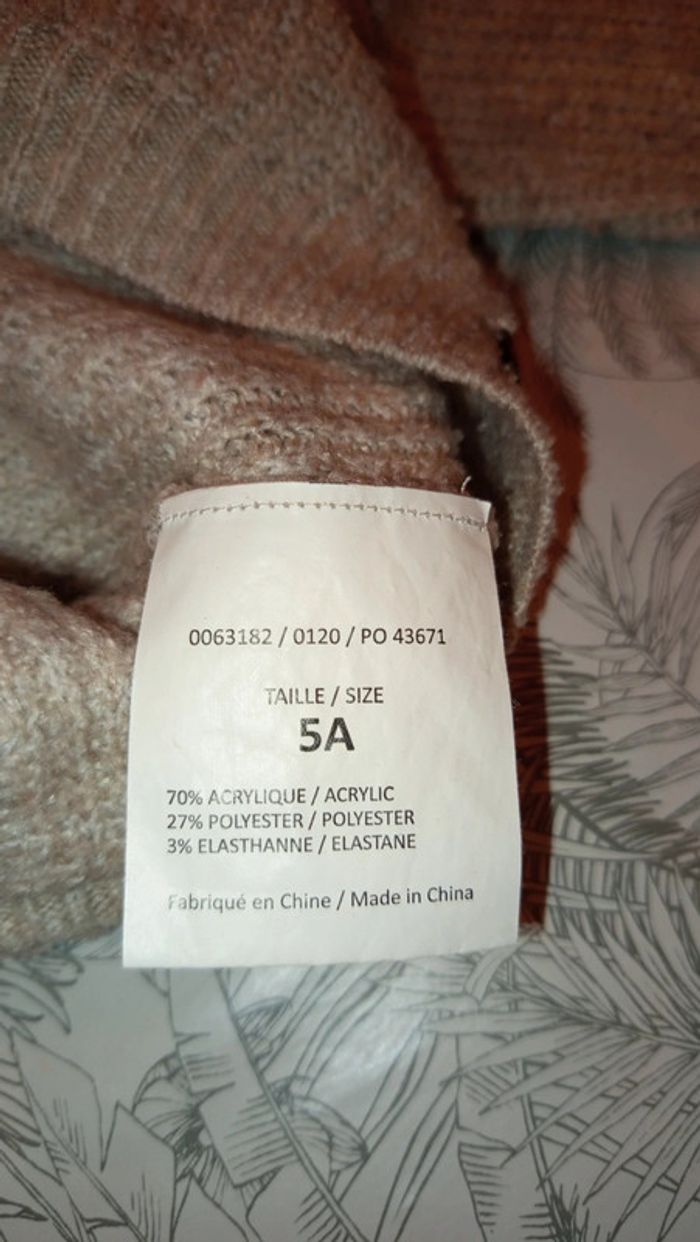 0063182 / 0120 / PO 43671
TAILLE / SIZE
5A
70% ACRYLIQUE / ACRYLIC
27% POLYESTER / POLYESTER
3% ELASTHANNE / ELASTANE
Fabriqué en Chine / Made in China